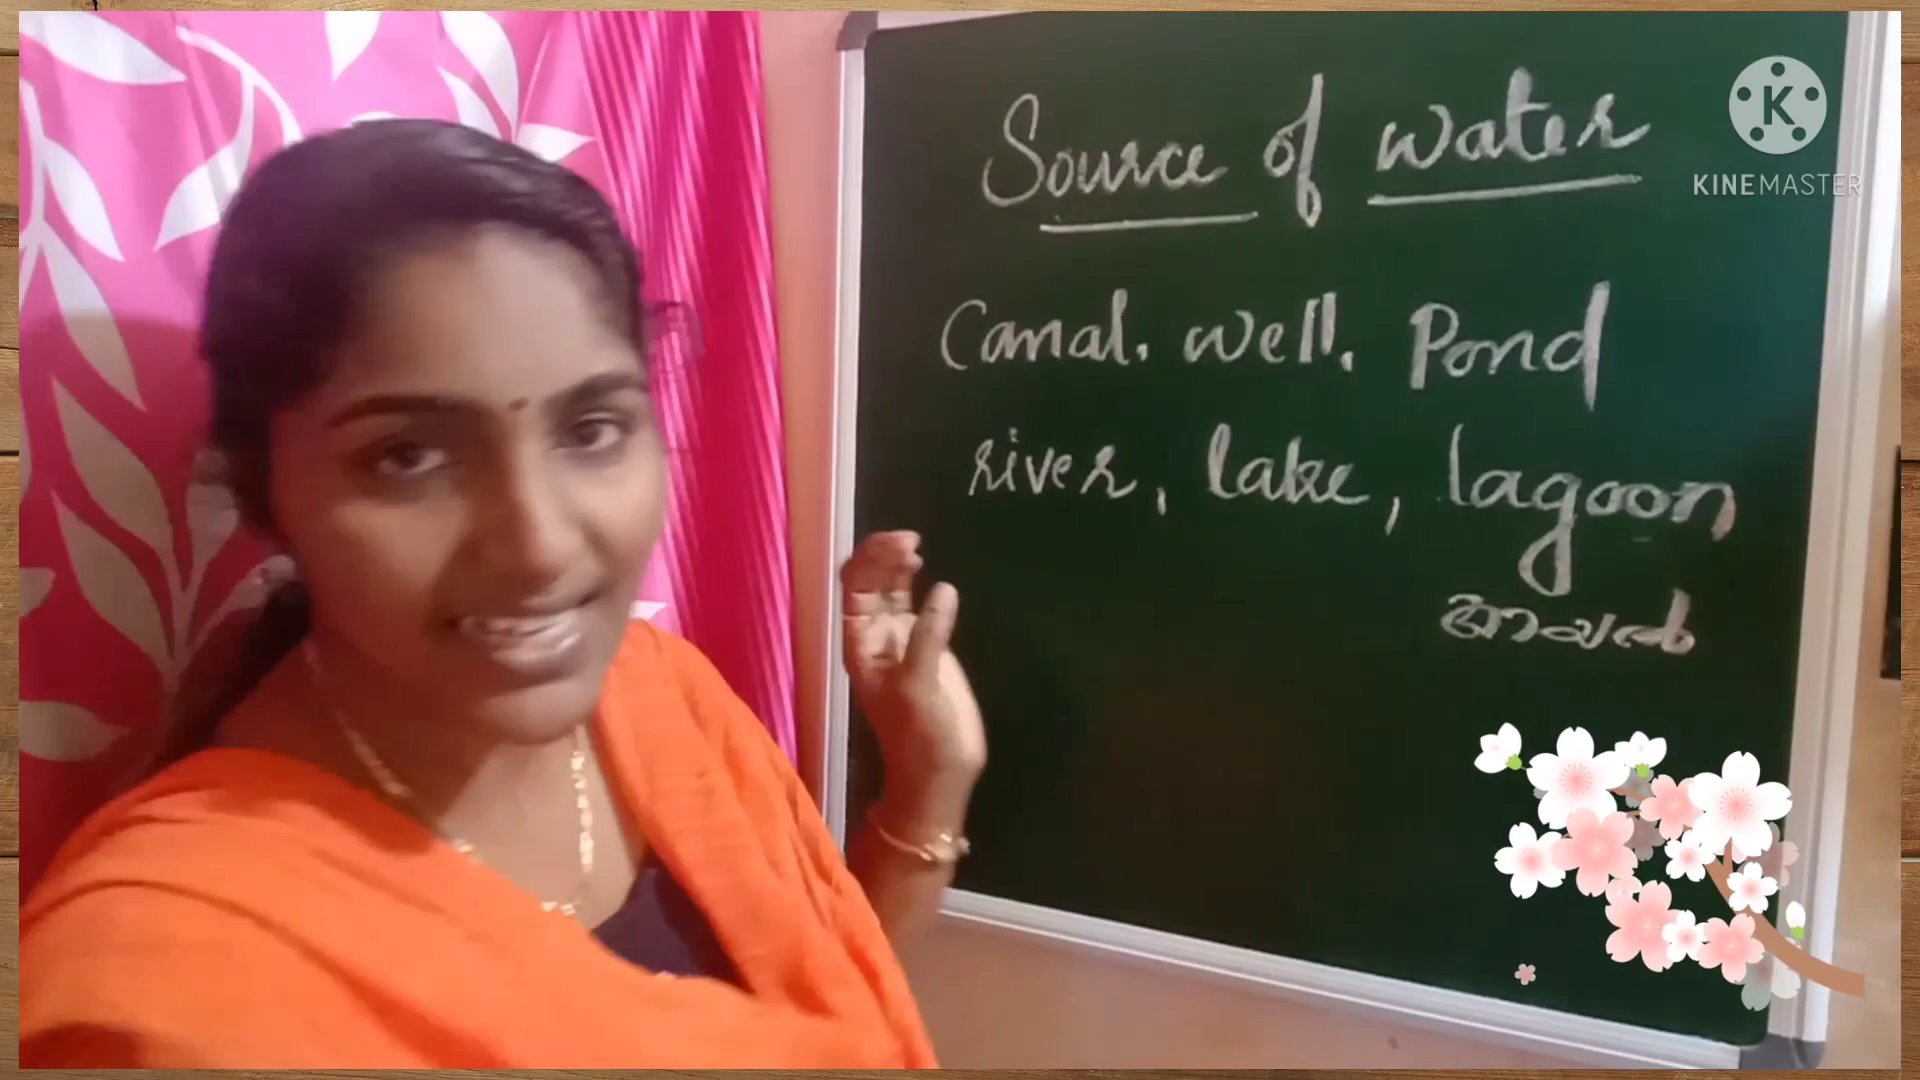 Source of water
Canal, well, Pond
river, lake, lagoon
കായൽ
KINEMASTER